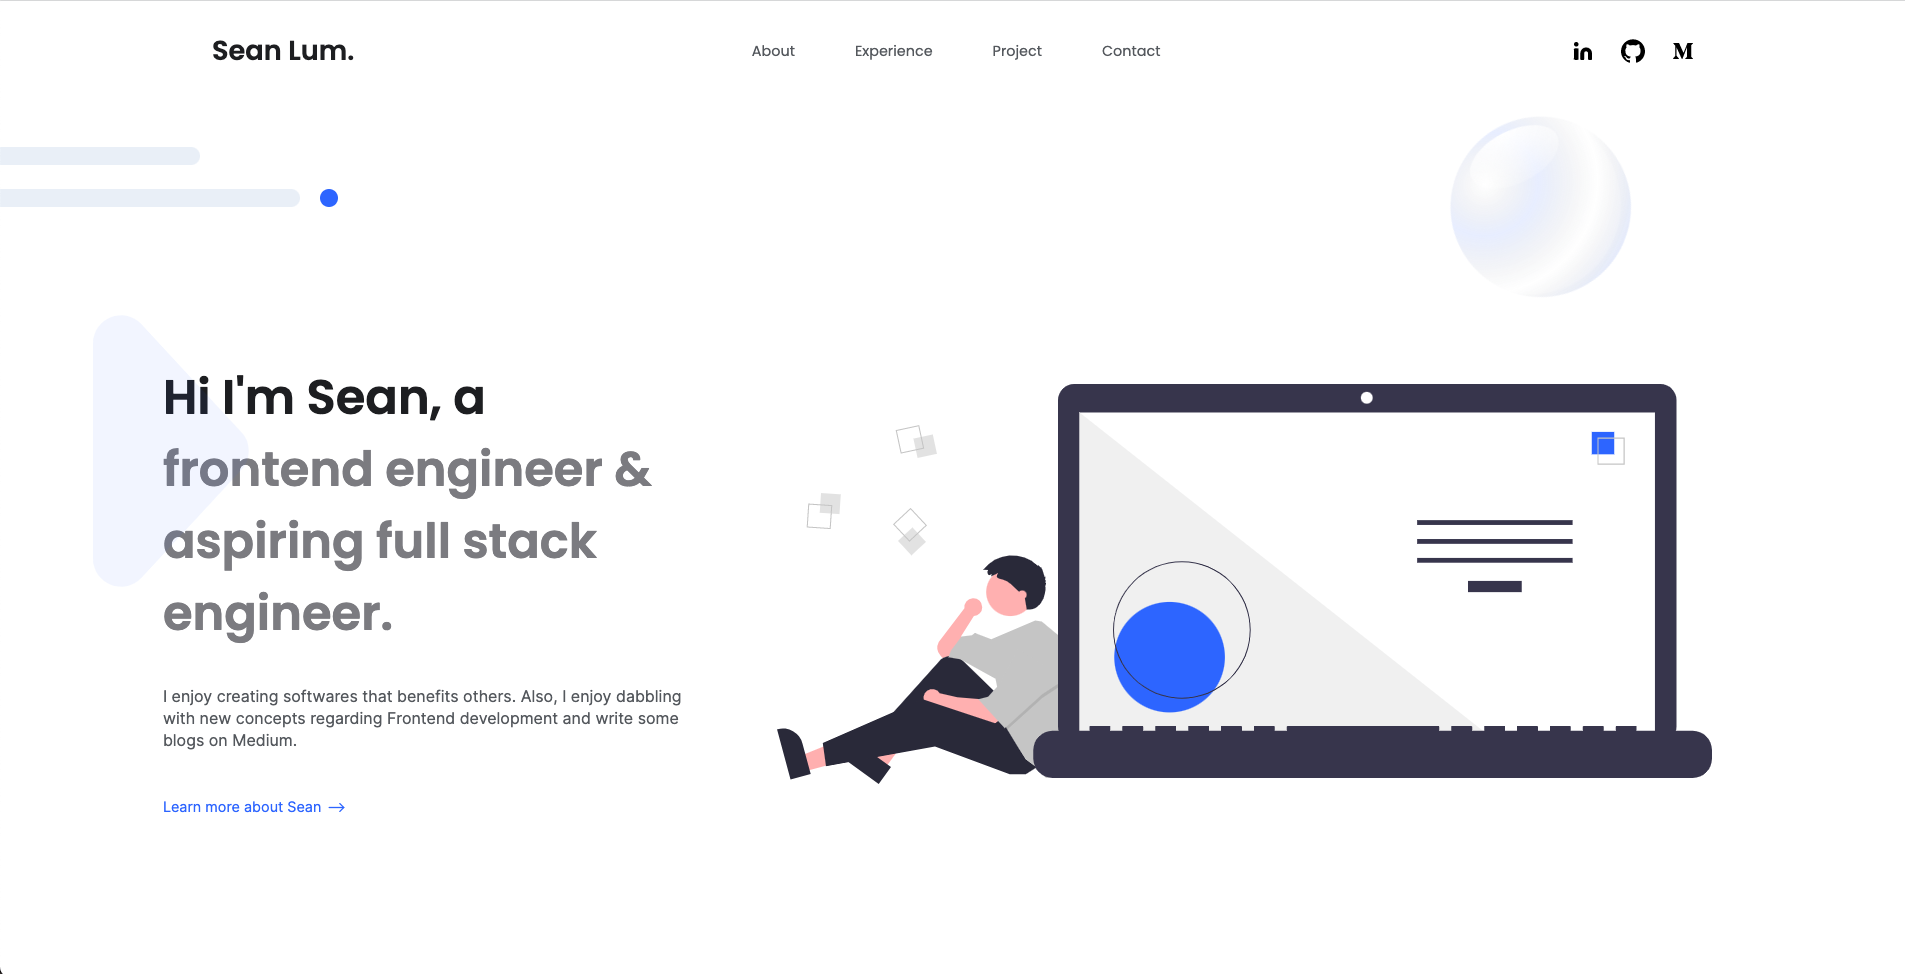 Sean Lum.
About
Experience
Project
Contact
Hi I'm Sean, a
frontend engineer &
aspiring full stack
engineer.
I enjoy creating softwares that benefits others. Also, I enjoy dabbling
with new concepts regarding Frontend development and write some
blogs on Medium.
Learn more about Sean →